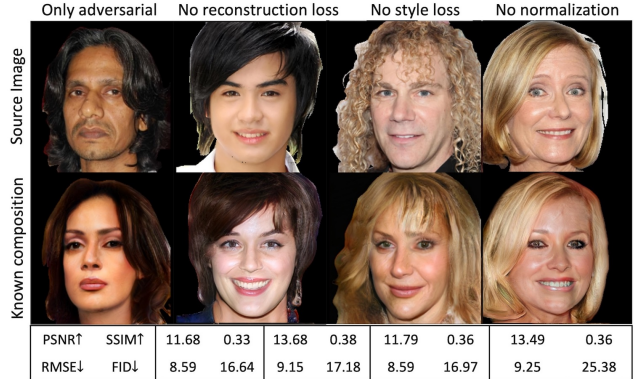 Only adversarial No reconstruction loss No style loss No normalization
Source Image
Known composition
PSNR↑ SSIM↑ 11.68 0.33 13.68 0.38 11.79 0.36 13.49 0.36
RMSE↓ FID↓ 8.59 16.64 9.15 17.18 8.59 16.97 9.25 25.38